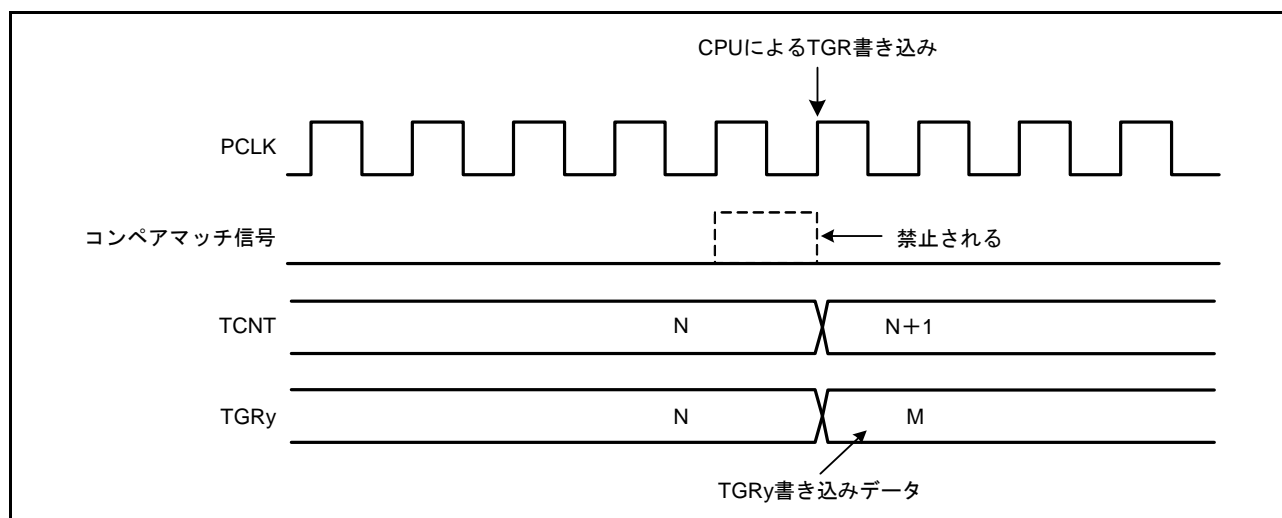 CPUによるTGR書き込み
PCLK
コンペアマッチ信号
禁止される
TCNT
N
N+1
TGRy
N
M
TGRy書き込みデータ